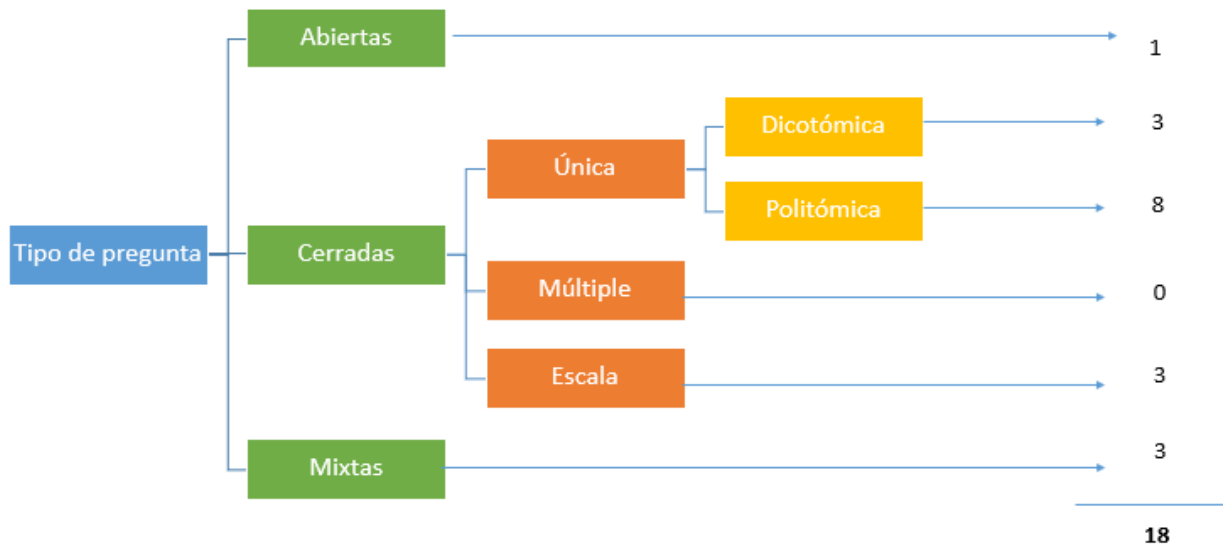 Abiertas
1
Dicotómica
3
Única
Politómica
8
Tipo de pregunta
Cerradas
Múltiple
0
Escala
3
Mixtas
3
18